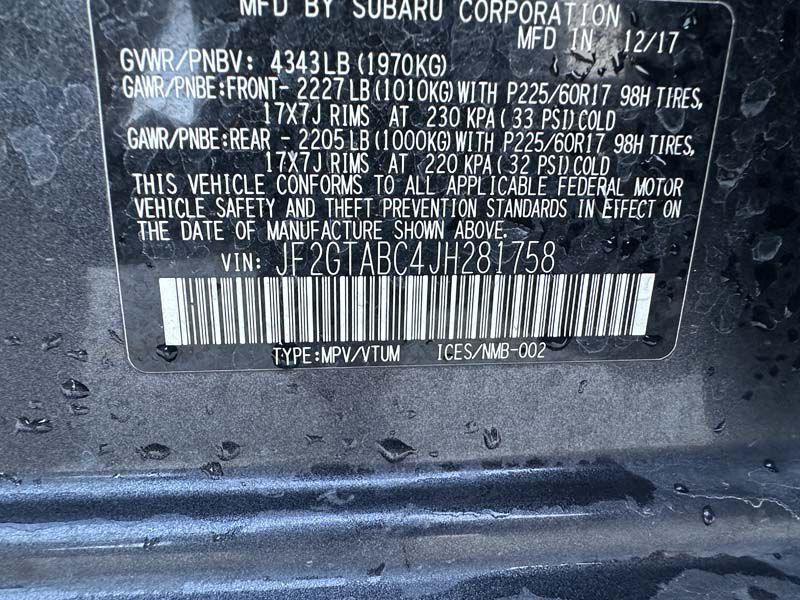 MFD BY SUBARU CORPORATION
MFD IN 12/17
GVWR/PNBV: 4343LB(1970KG)
GAWR/PNBE:FRONT- 2227LB(1010KG)WITH P225/60R17 98H TIRES,
17X7J RIMS AT 230 KPA(33 PSI)COLD
GAWR/PNBE:REAR - 2205LB(1000KG)WITH P225/60R17 98H TIRES,
17X7J RIMS AT 220 KPA(32 PSI)COLD
THIS VEHICLE CONFORMS TO ALL APPLICABLE FEDERAL MOTOR
VEHICLE SAFETY AND THEFT PREVENTION STANDARDS IN EFFECT ON
THE DATE OF MANUFACTURE SHOWN ABOVE.
VIN: JF2GTABC4JH281758
TYPE:MPV/VTUM ICES/NMB-002